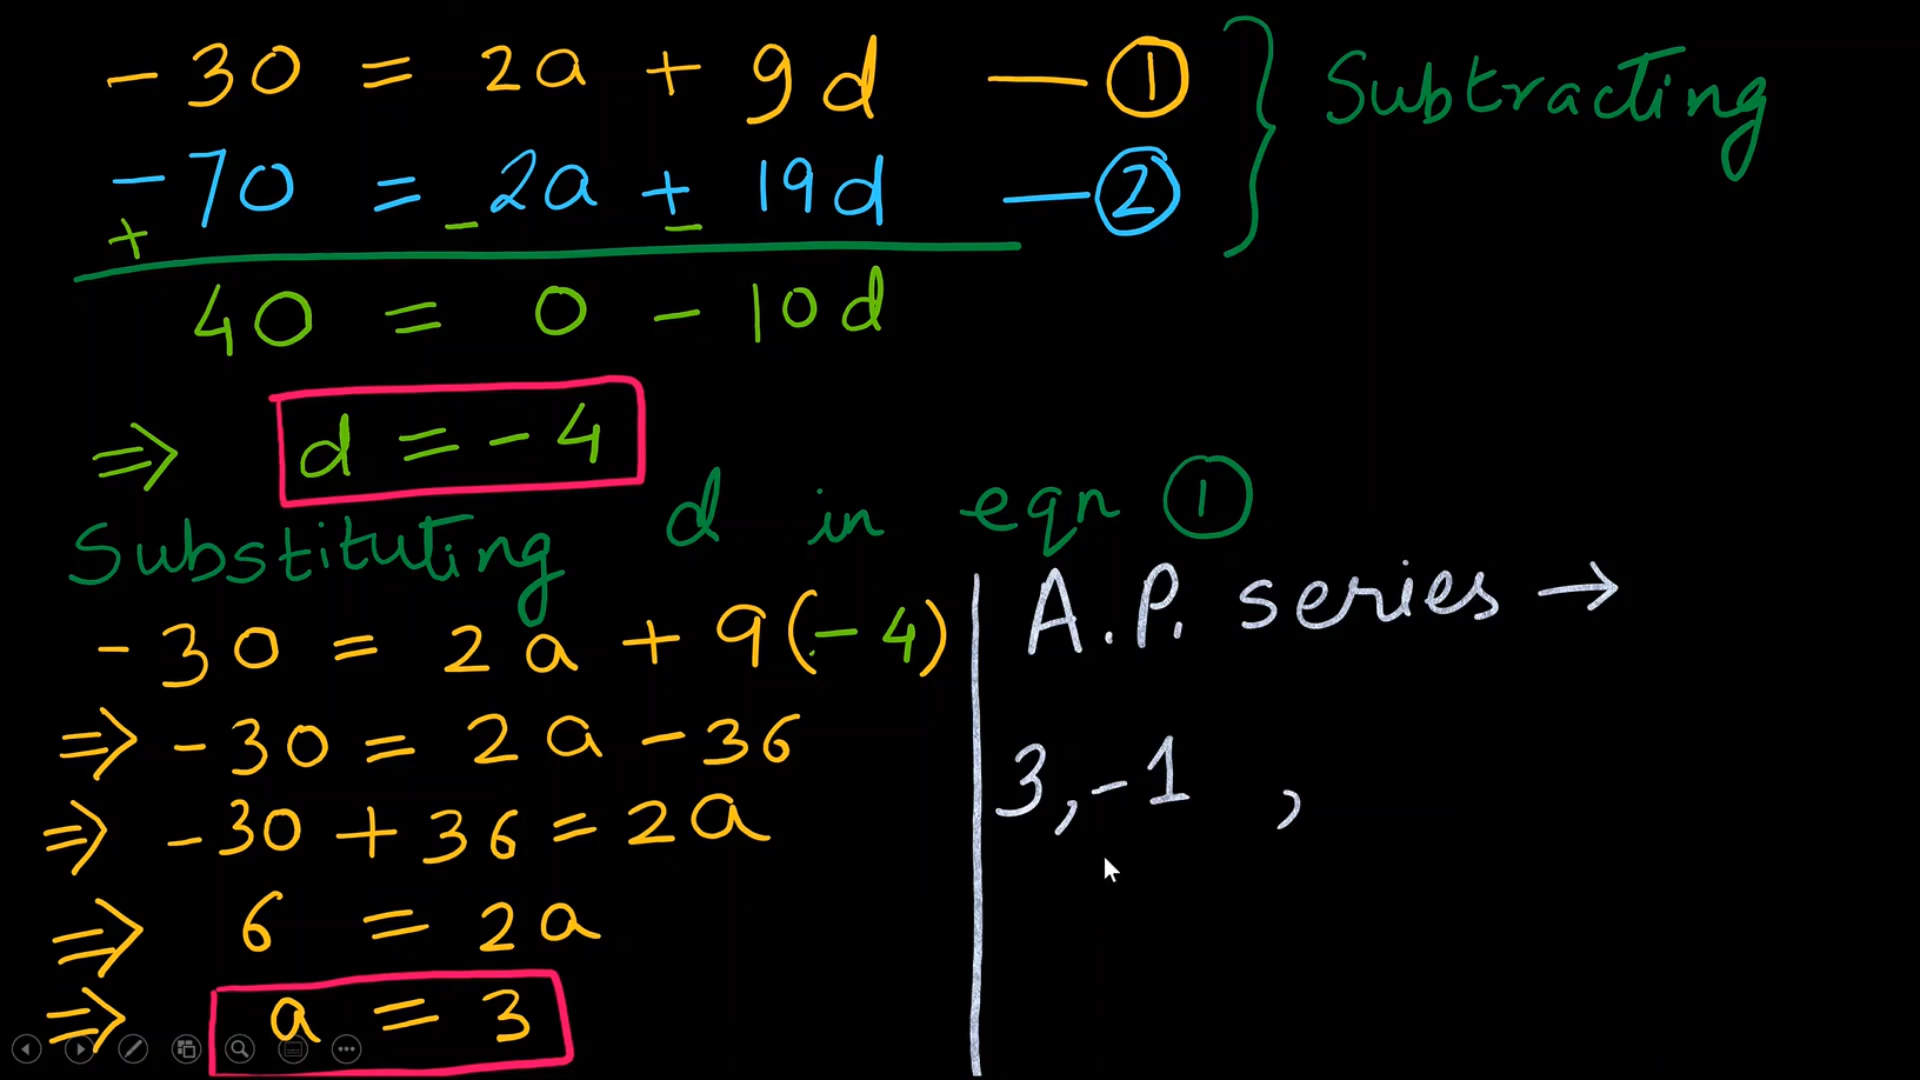 -30 = 2a + 9d — ①
-70 = 2a + 19d — ②
+ - -
Subtracting
40 = 0 - 10d
⇒ d = -4
Substituting d in eqn ①
-30 = 2a + 9(-4)
⇒ -30 = 2a - 36
⇒ -30 + 36 = 2a
⇒ 6 = 2a
⇒ a = 3
A.P. series →
3, -1 ,